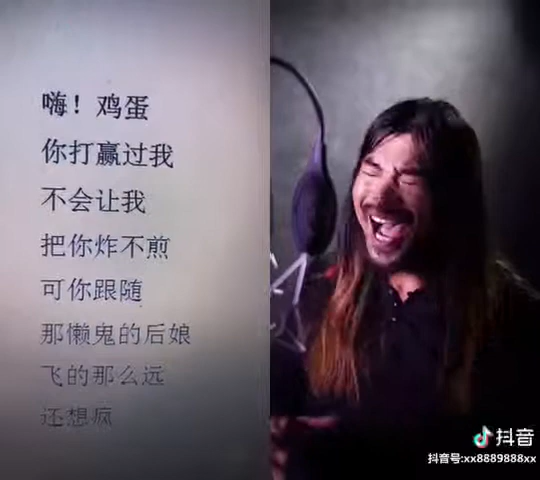 嗨！鸡蛋
你打赢过我
不会让我
把你炸不煎
可你跟随
那懒鬼的后娘
飞的那么远
还想疯
抖音
抖音号:xx8889888xx